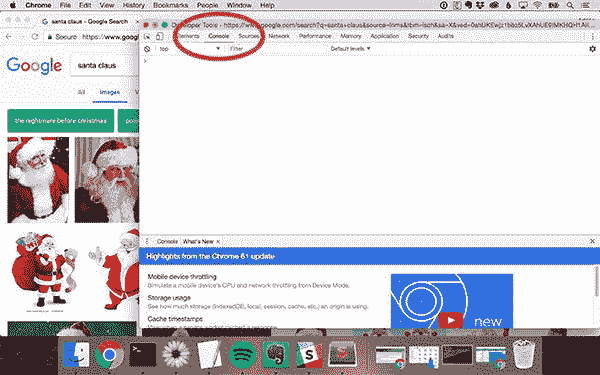 Chrome File Edit View History Bookmarks People Window Help
santa claus - Google Search
https://www.goog
Developer Tools - https://www.google.com/search?q=santa+claus&source=lnms&tbm=isch&sa=X&ved=
Elements Console Sources Network Performance Memory Application Security Audits
top Filter Default levels
Google santa claus
All Images
the nightmare before christmas
Console What's New
Highlights from the Chrome 61 update
Mobile device throttling
Simulate a mobile device's CPU and network throttling from Device Mode.
Storage usage
See how much storage (IndexedDB, local, session, cache, etc.) an origin is using.
Cache timestamps
new